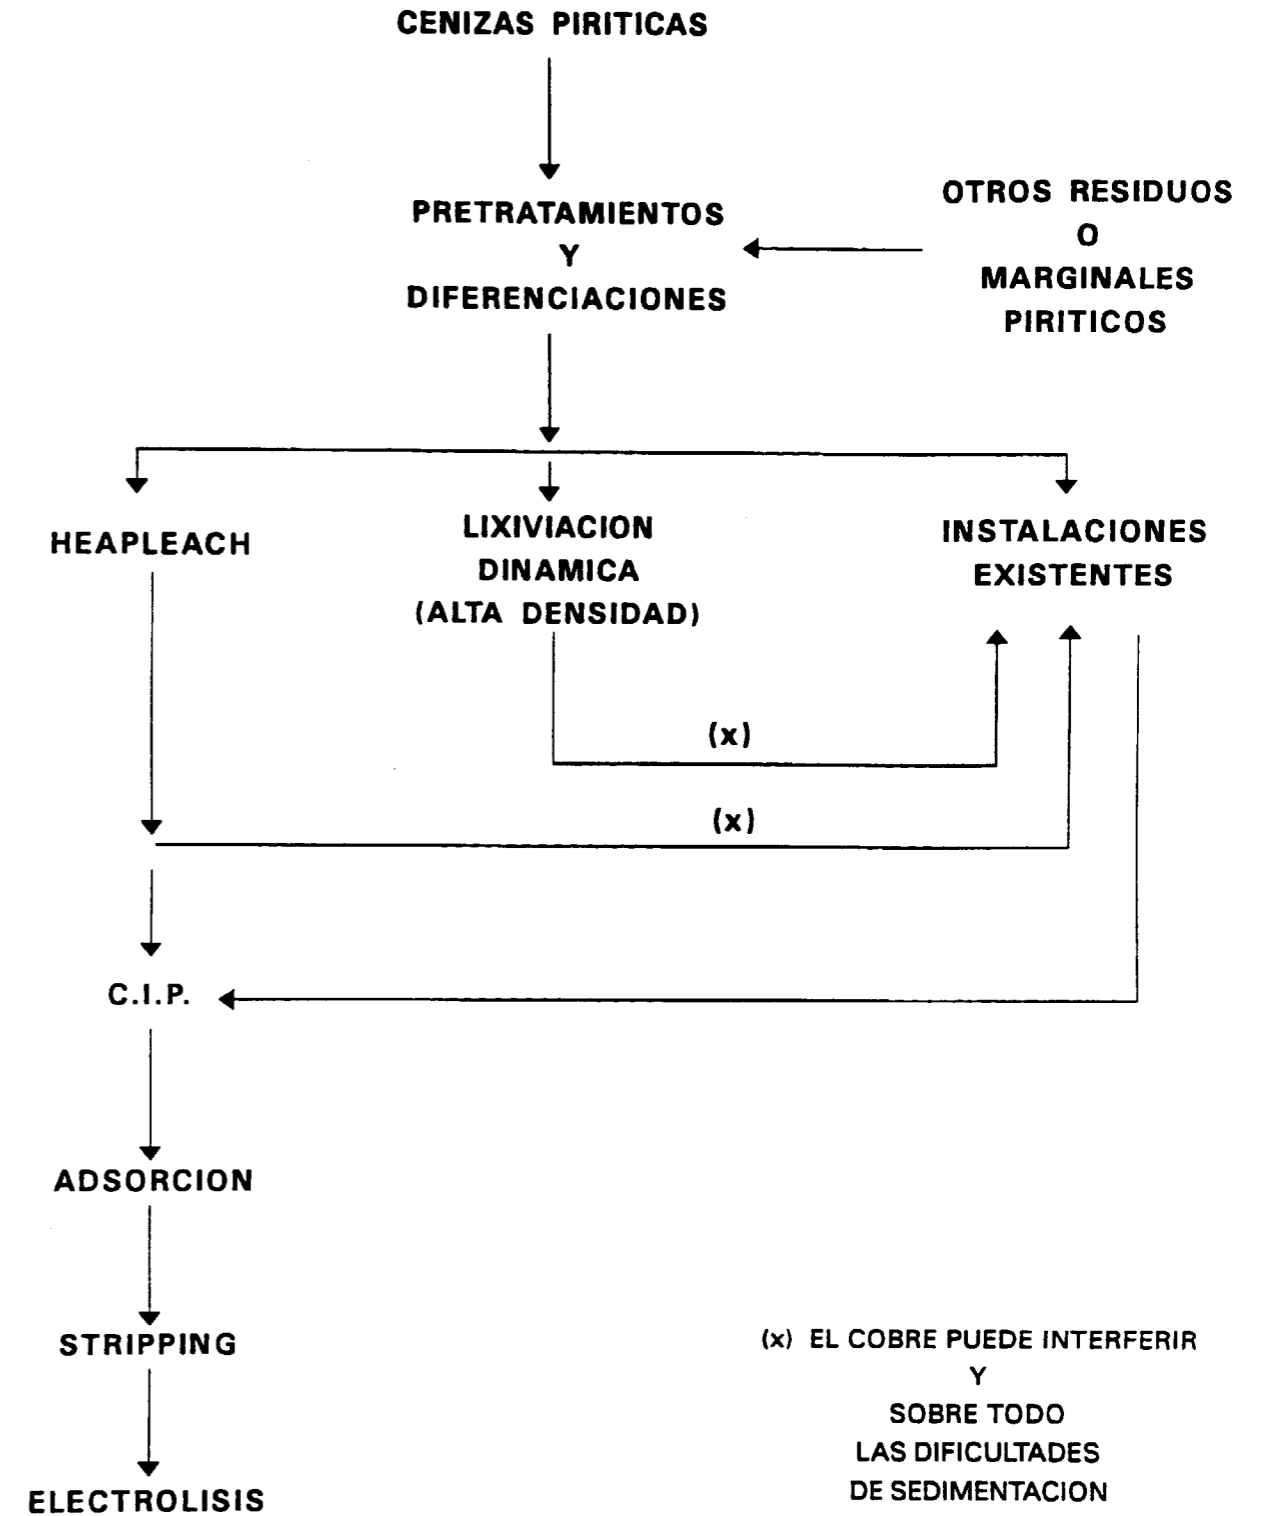 CENIZAS PIRITICAS
PRETRATAMIENTOS
Y
DIFERENCIACIONES
OTROS RESIDUOS
O
MARGINALES
PIRITICOS
HEAPLEACH
LIXIVIACION
DINAMICA
(ALTA DENSIDAD)
INSTALACIONES
EXISTENTES
(x)
(x)
C.I.P.
ADSORCION
STRIPPING
ELECTROLISIS
(x) EL COBRE PUEDE INTERFERIR
Y
SOBRE TODO
LAS DIFICULTADES
DE SEDIMENTACION